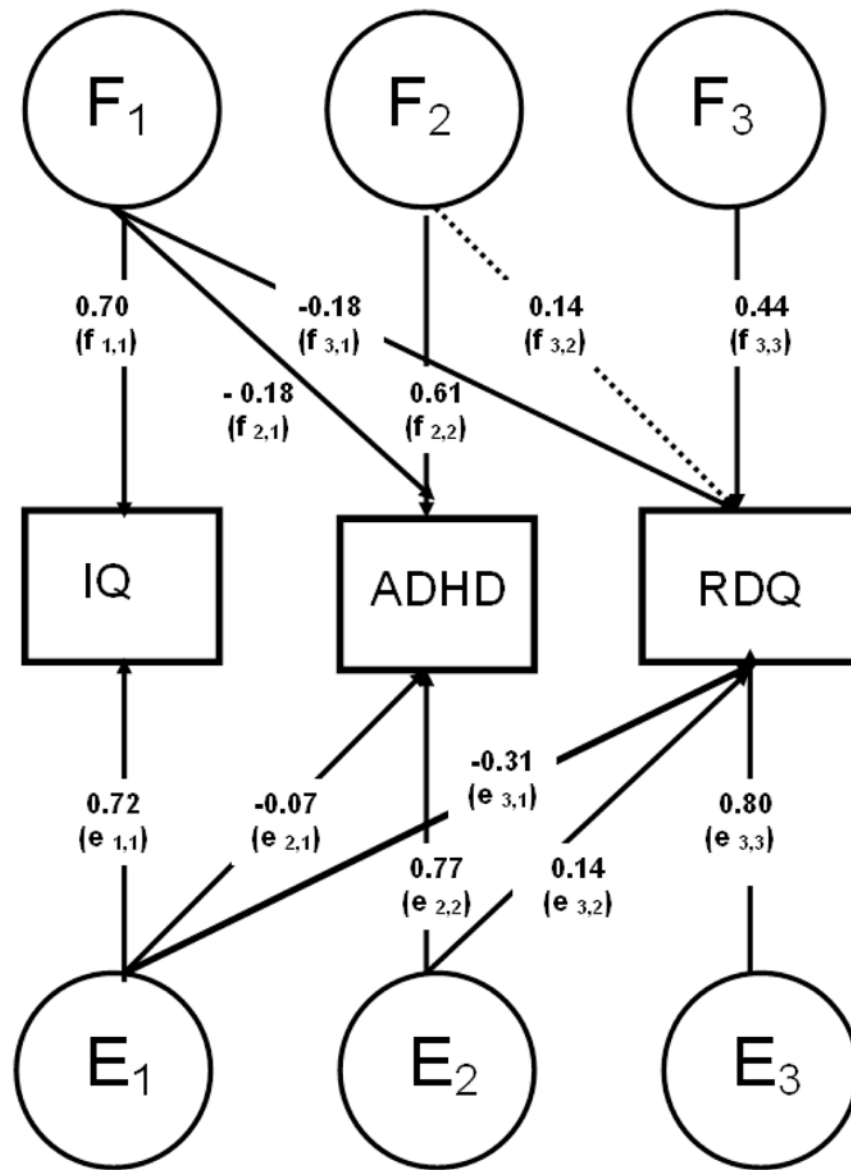 F1
F2
F3
0.70
(f 1,1)
-0.18
(f 3,1)
0.14
(f 3,2)
0.44
(f 3,3)
- 0.18
(f 2,1)
0.61
(f 2,2)
IQ
ADHD
RDQ
0.72
(e 1,1)
-0.07
(e 2,1)
-0.31
(e 3,1)
0.80
(e 3,3)
0.77
(e 2,2)
0.14
(e 3,2)
E1
E2
E3